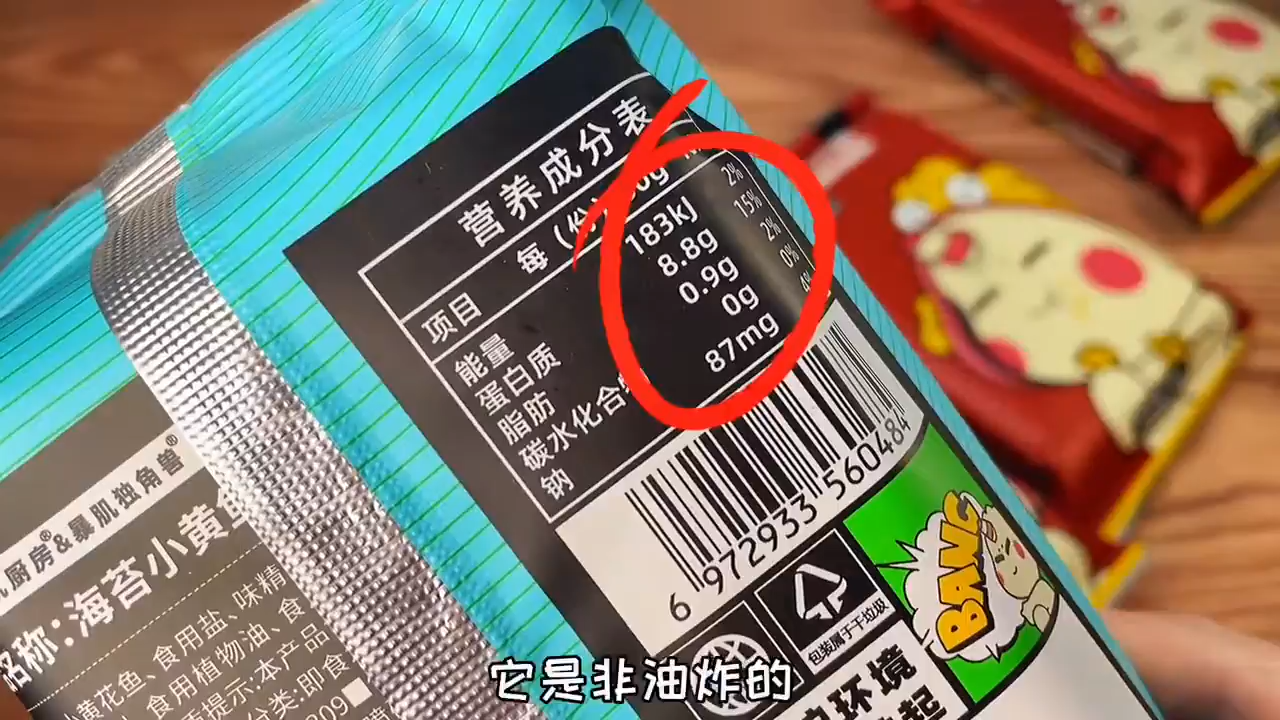 营养成分表
每(份)
项目
能量 183kJ 2%
蛋白质 8.8g 15%
脂肪 0.9g 2%
碳水化合 0g 0%
钠 87mg
6 972933 560484
厨房®&暴肌独角兽®
名称:海苔小黄
黄花鱼、食用盐、味精
食用植物油、食
提示:本产品
分类:即食
包装属于干垃圾
BANG
环境
起
它是非油炸的